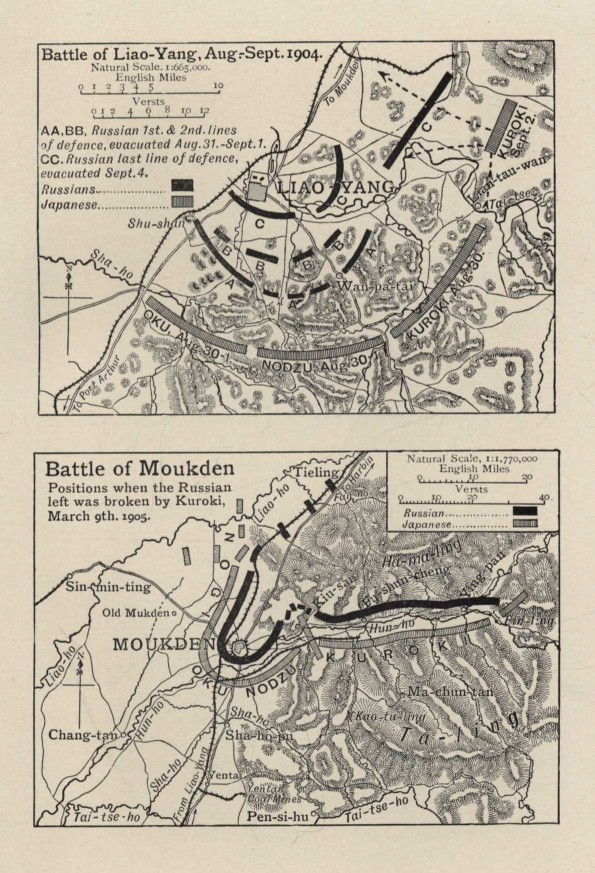 Battle of Liao-Yang, Aug.-Sept. 1904.
Natural Scale. 1:665,000.
English Miles
0 1 2 3 4 5 10
Versts
0 1 2 4 6 8 10 12
AA, BB, Russian 1st. & 2nd. lines
of defence, evacuated Aug. 31.-Sept. 1.
CC. Russian last line of defence,
evacuated Sept. 4.
Russians
Japanese
To Moukden
C
KUROKI
Sept. 2.
Tai-tse-ho
LIAO-YANG
C
C
Shu-shan
B
B
B
B
A
A
A
Wan-pa-tai
Sha-ho
OKU. Aug. 30-1
NODZU. Aug. 30
KUROKI. Aug. 30.
To Port Arthur
Battle of Moukden
Positions when the Russian
left was broken by Kuroki,
March 9th. 1905.
Natural Scale, 1:1,770,000
English Miles
0 10 20
Versts
0 10 20 40
Russian
Japanese
Tieling
To Harbin
Fan-ho
Liao-ho
NOGI
Ha-ma-ling
Fu-shun-cheng
Kiu-san
Ying-pan
Sin-min-ting
Old Mukden
Hun-ho
MOUKDEN
KUROKI
OKU
NODZU
Liao-ho
Ma-chun-tan
Kao-tu-ling
Ta-ling
Hun-ho
Sha-ho
Chang-tan
Sha-ho-pu
Sha-ho
From Liao-Yang
Yentai
Yentai
Coal Mines
Tai-tse-ho
Pen-si-hu
Tai-tse-ho